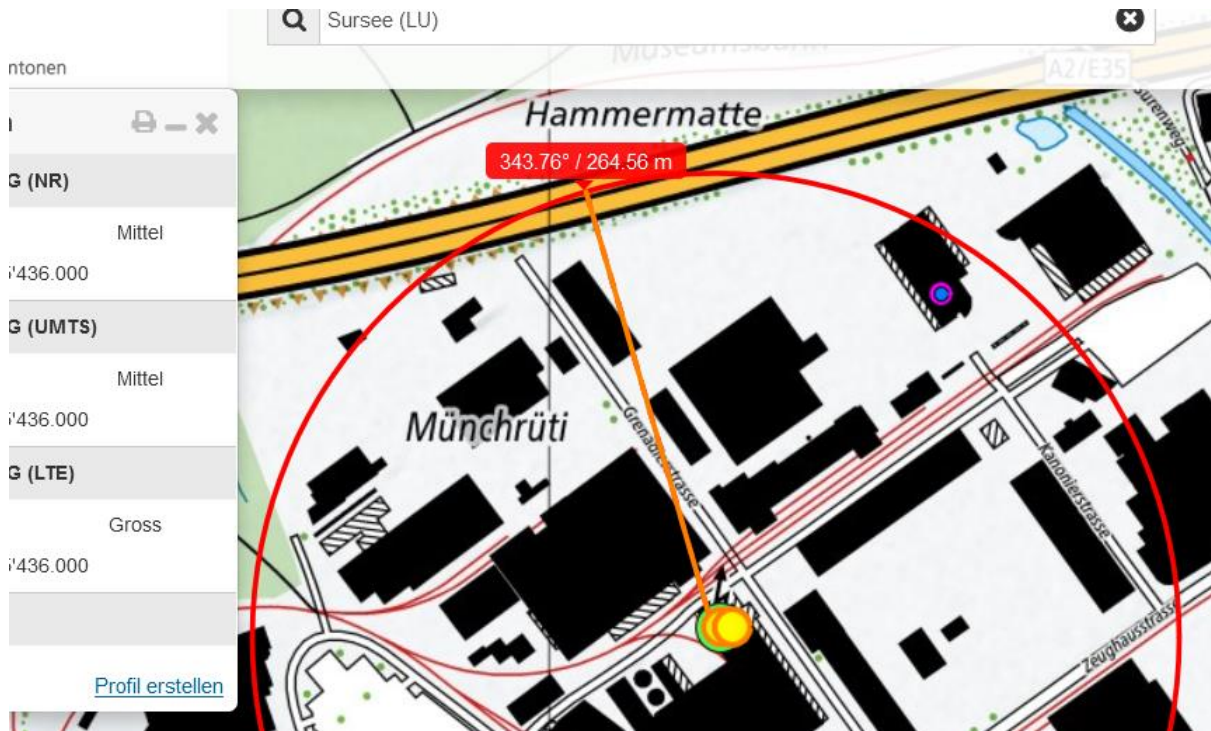 Sursee (LU)
Museumsbahn
ntonen
A2/E35
Hammermatte
343.76° / 264.56 m
G (NR)
Mittel
'436.000
G (UMTS)
Mittel
'436.000
G (LTE)
Gross
'436.000
Münchrüti
Grenadierstrasse
Kanonierstrasse
Zeughausstrasse
Profil erstellen